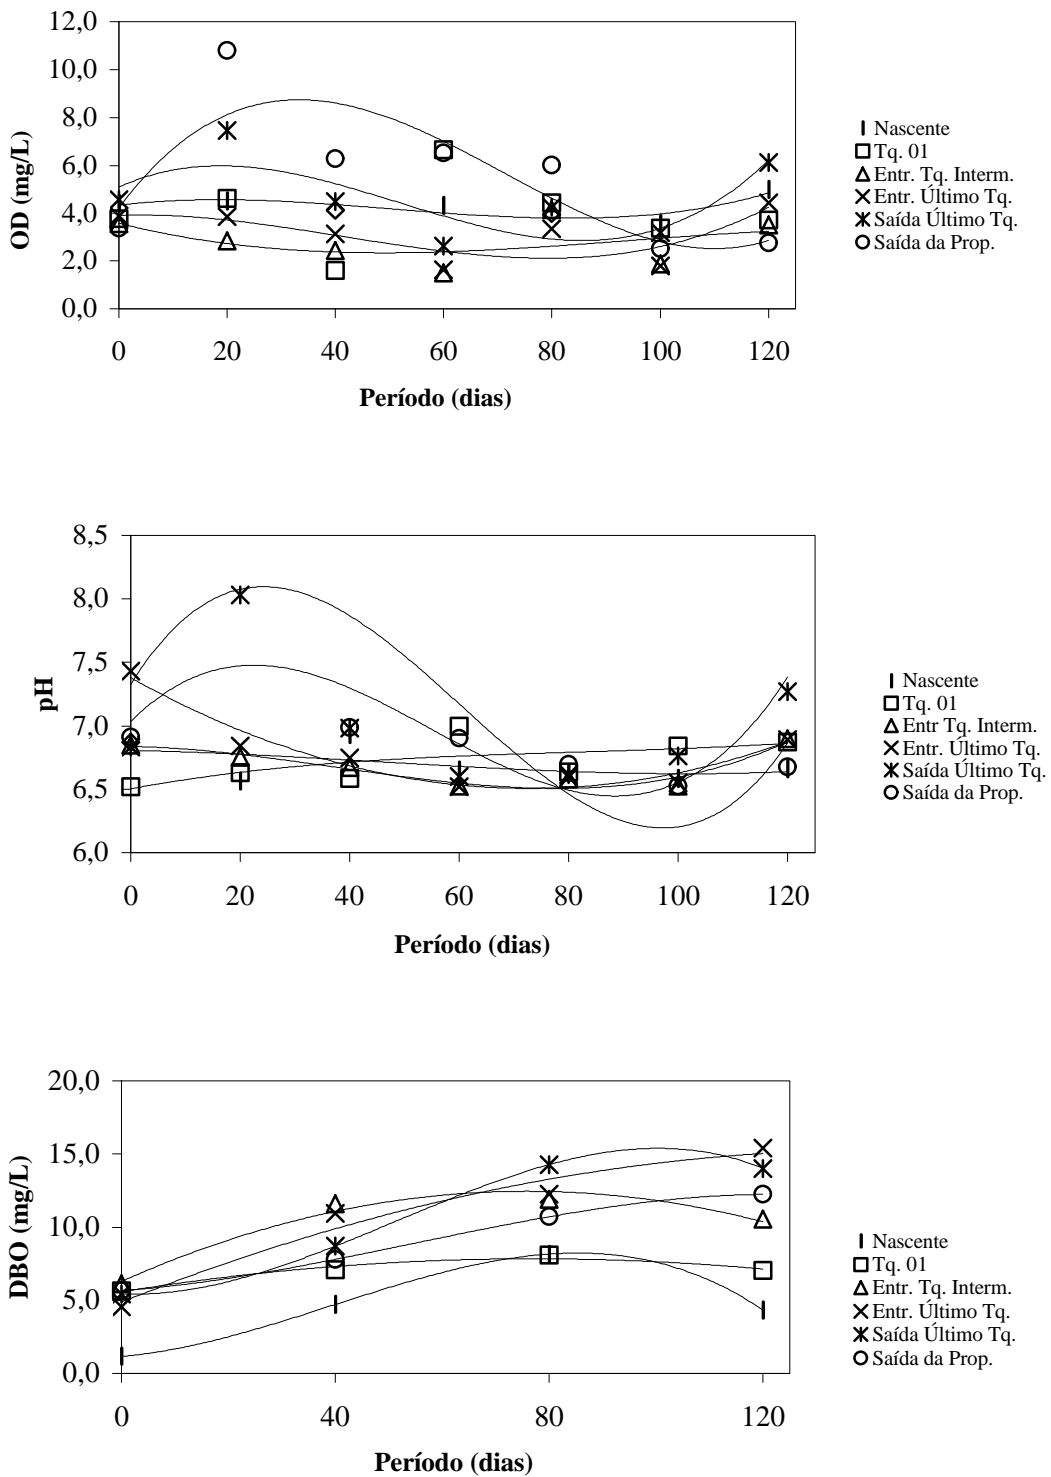 12,0
10,0
8,0
6,0
4,0
2,0
0,0
OD (mg/L)
0 20 40 60 80 100 120
Período (dias)
Nascente
Tq. 01
Entr. Tq. Interm.
Entr. Último Tq.
Saída Último Tq.
Saída da Prop.
8,5
8,0
7,5
7,0
6,5
6,0
pH
0 20 40 60 80 100 120
Período (dias)
Nascente
Tq. 01
Entr Tq. Interm.
Entr. Último Tq.
Saída Último Tq.
Saída da Prop.
20,0
15,0
10,0
5,0
0,0
DBO (mg/L)
0 40 80 120
Período (dias)
Nascente
Tq. 01
Entr. Tq. Interm.
Entr. Último Tq.
Saída Último Tq.
Saída da Prop.